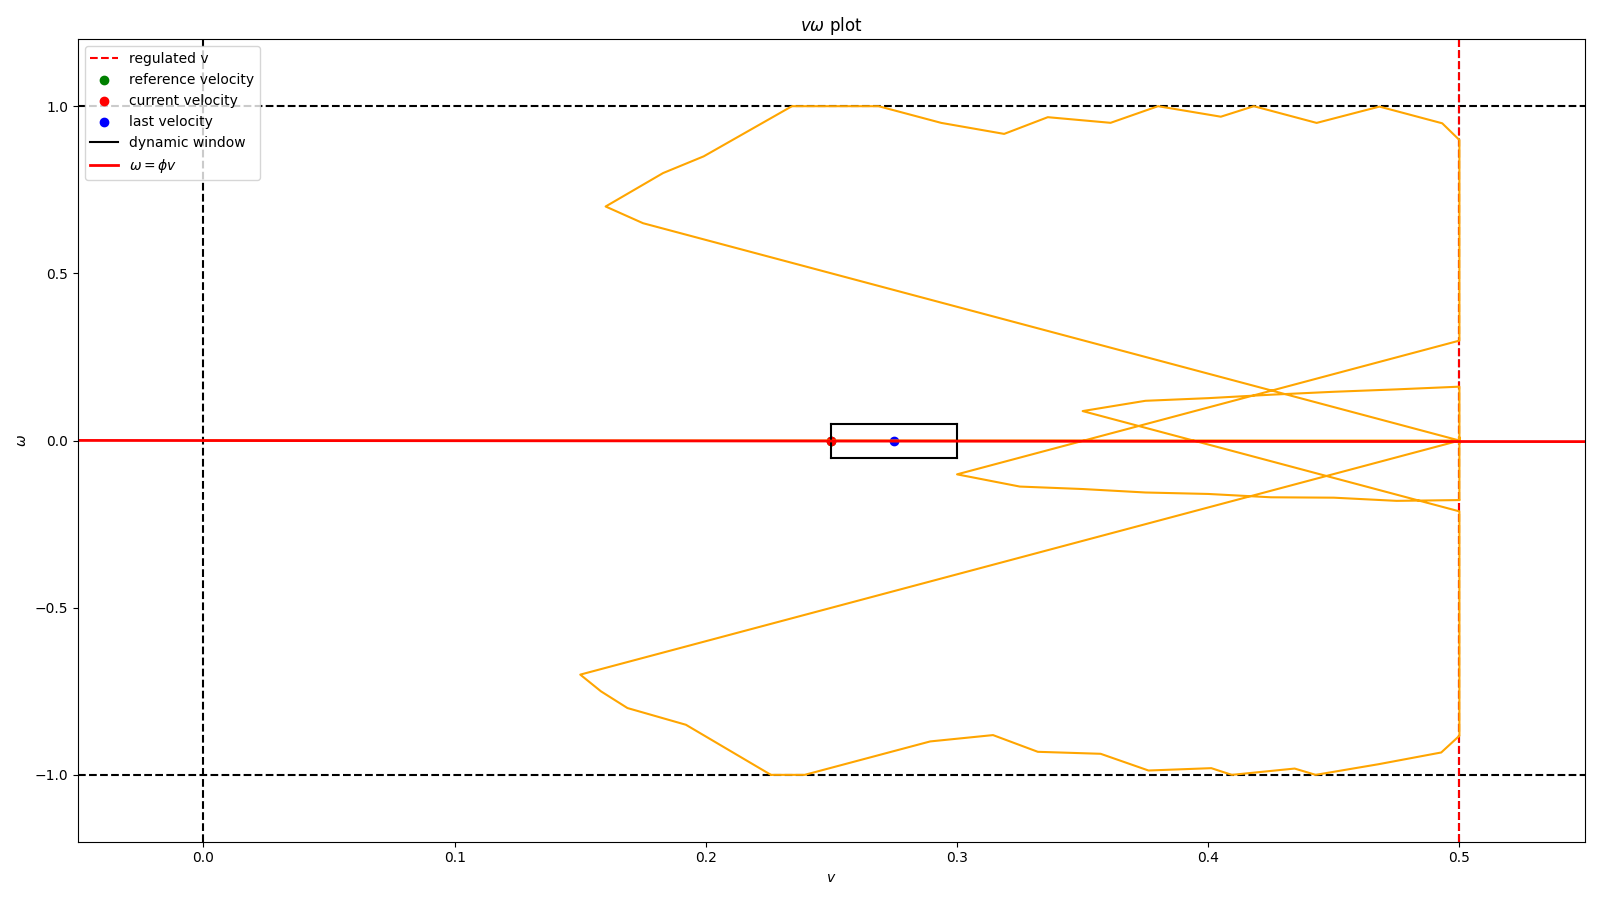 vω plot
regulated v
reference velocity
current velocity
last velocity
dynamic window
ω = ϕv
1.0
0.5
0.0
−0.5
−1.0
ω
0.0 0.1 0.2 0.3 0.4 0.5
v